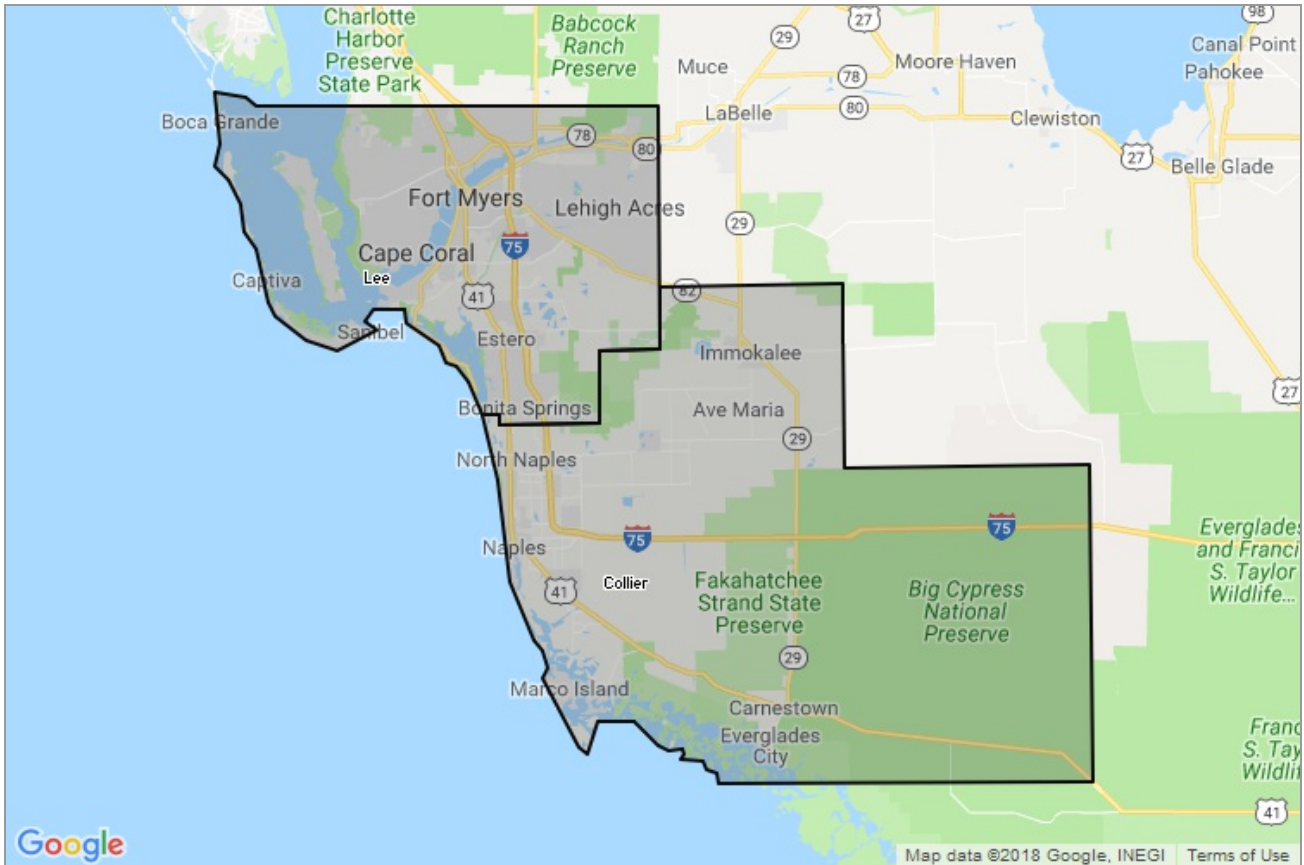 Charlotte
Harbor
Preserve
State Park
Babcock
Ranch
Preserve
27
98
29
Muce
78
Moore Haven
Canal Point
Pahokee
Boca Grande
80
LaBelle
Clewiston
78
80
27
Belle Glade
Fort Myers
Lehigh Acres
29
75
Cape Coral
Lee
Captiva
41
82
Sanibel
Estero
Immokalee
27
Bonita Springs
Ave Maria
29
North Naples
75
75
Everglades
and Franci
S. Taylor
Wildlife...
Naples
41
Collier
Fakahatchee
Strand State
Preserve
Big Cypress
National
Preserve
29
Marco Island
Carnestown
Everglades
City
Franc
S. Tay
Wildlif
41
Google
Map data ©2018 Google, INEGI
Terms of Use